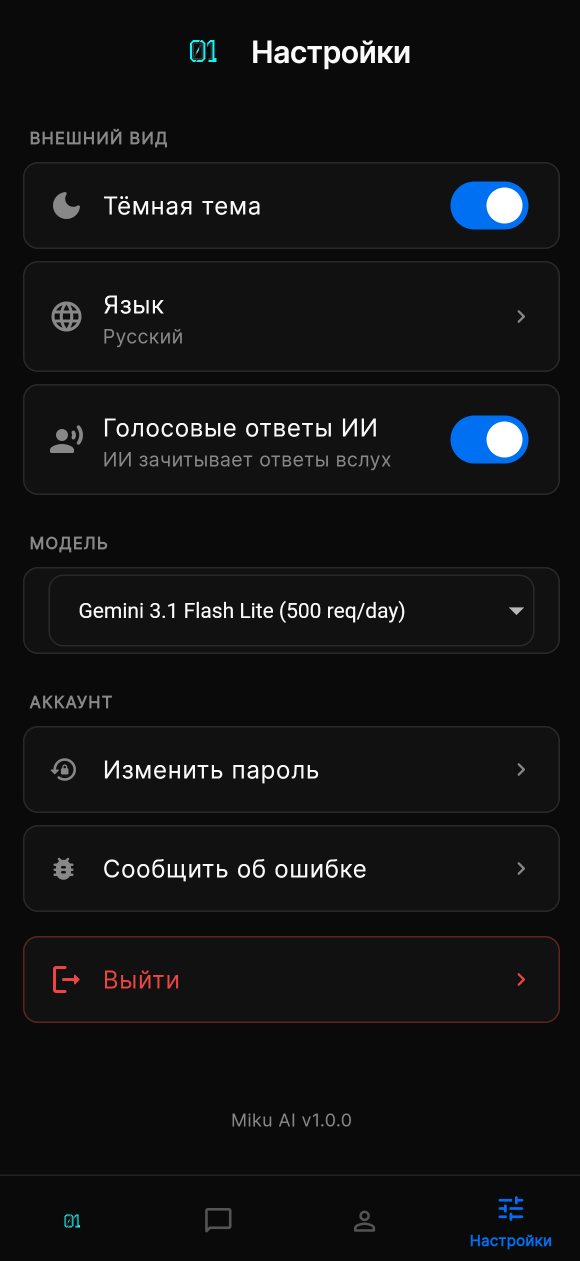 01 Настройки
ВНЕШНИЙ ВИД
Тёмная тема
Язык
Русский
Голосовые ответы ИИ
ИИ зачитывает ответы вслух
МОДЕЛЬ
Gemini 3.1 Flash Lite (500 req/day)
АККАУНТ
Изменить пароль
Сообщить об ошибке
Выйти
Miku AI v1.0.0
01
Настройки